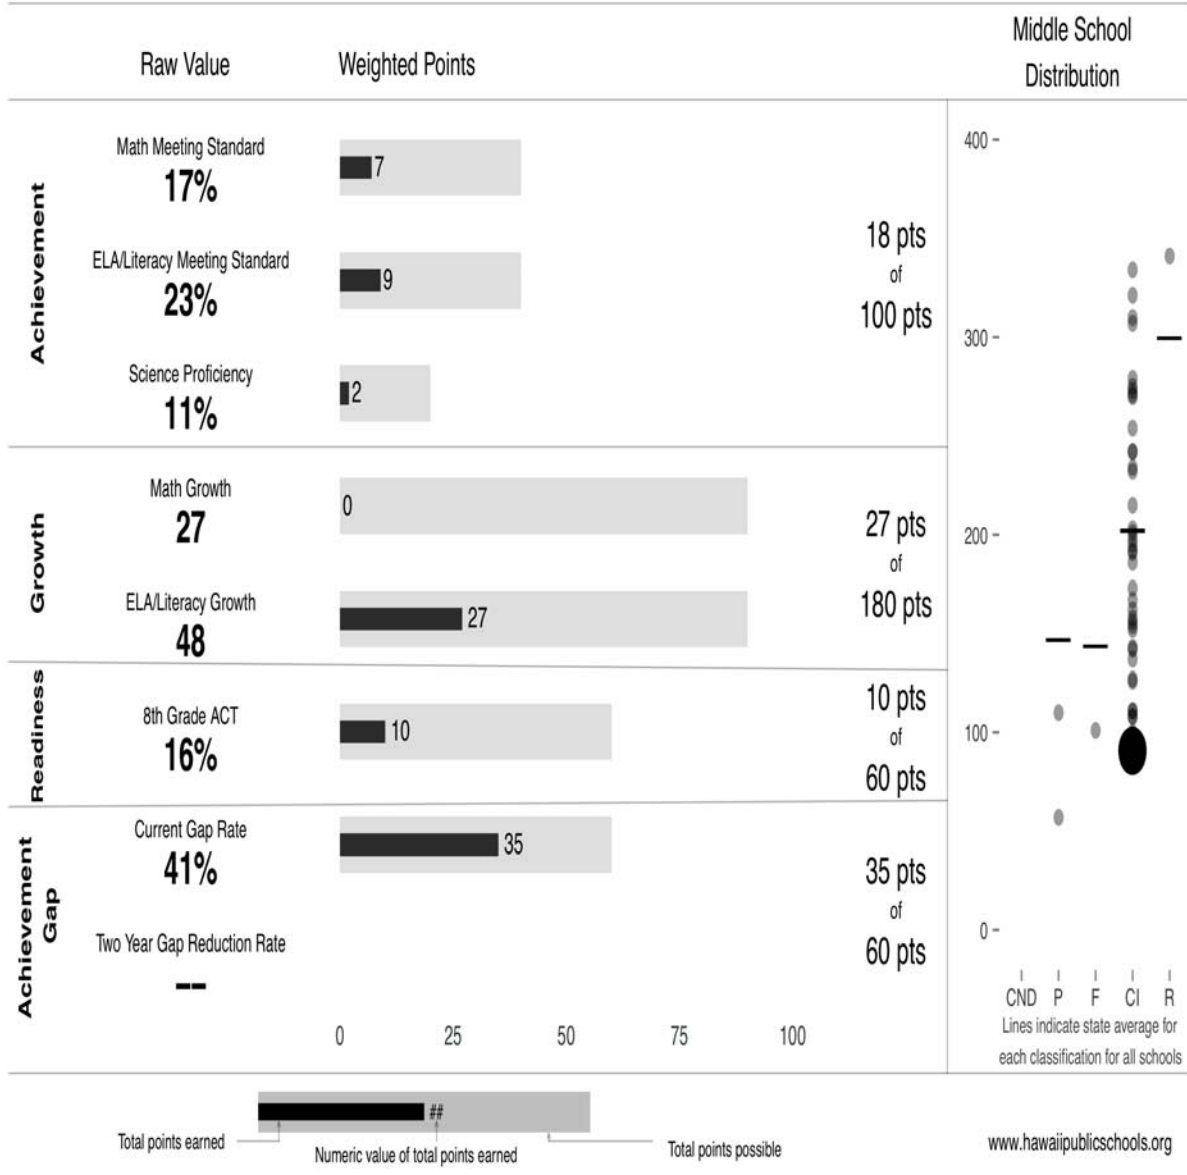 Raw Value
Weighted Points
Middle School
Distribution
Achievement
Math Meeting Standard
17%
7
ELA/Literacy Meeting Standard
23%
9
Science Proficiency
11%
2
18 pts
of
100 pts
Growth
Math Growth
27
0
ELA/Literacy Growth
48
27
27 pts
of
180 pts
Readiness
8th Grade ACT
16%
10
10 pts
of
60 pts
Achievement
Gap
Current Gap Rate
41%
35
Two Year Gap Reduction Rate
--
35 pts
of
60 pts
0 25 50 75 100
400
300
200
100
0
CND P F CI R
Lines indicate state average for
each classification for all schools
##
Total points earned
Numeric value of total points earned
Total points possible
www.hawaiipublicschools.org